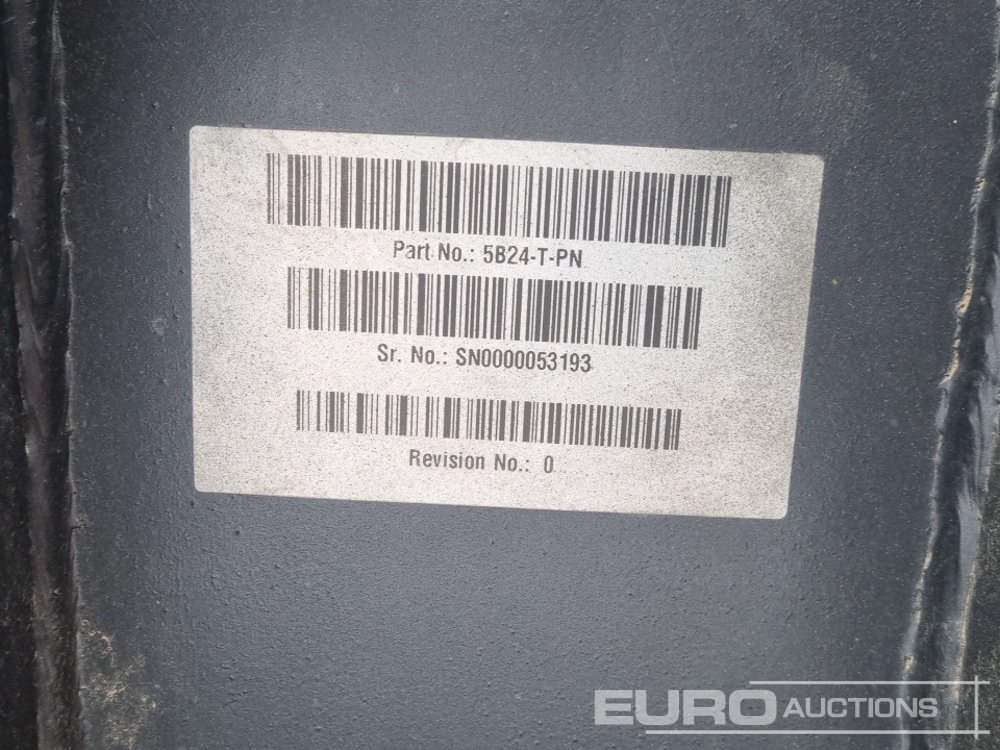 Part No.: 5B24-T-PN
Sr. No.: SN0000053193
Revision No.: 0
EURO AUCTIONS